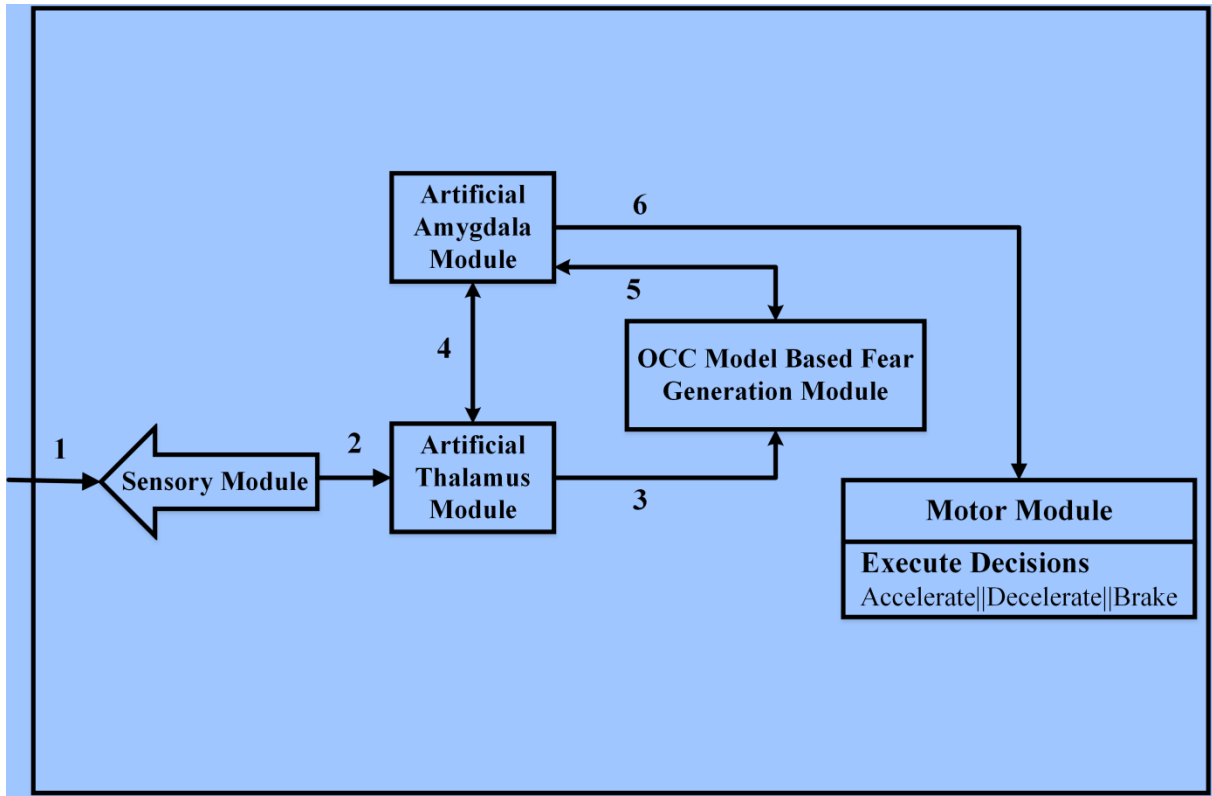 Artificial
Amygdala
Module
6
5
4
OCC Model Based Fear
Generation Module
1
Sensory Module
2
Artificial
Thalamus
Module
3
Motor Module
Execute Decisions
Accelerate||Decelerate||Brake